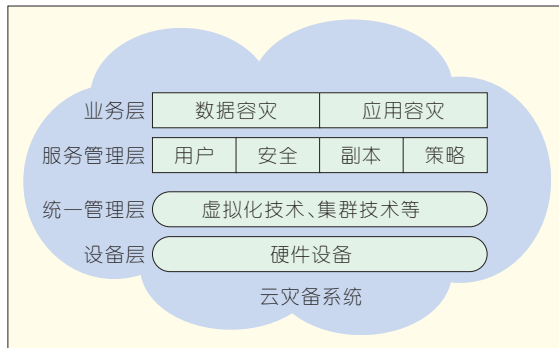 业务层 数据容灾 应用容灾
服务管理层 用户 安全 副本 策略
统一管理层 虚拟化技术、集群技术等
设备层 硬件设备
云灾备系统